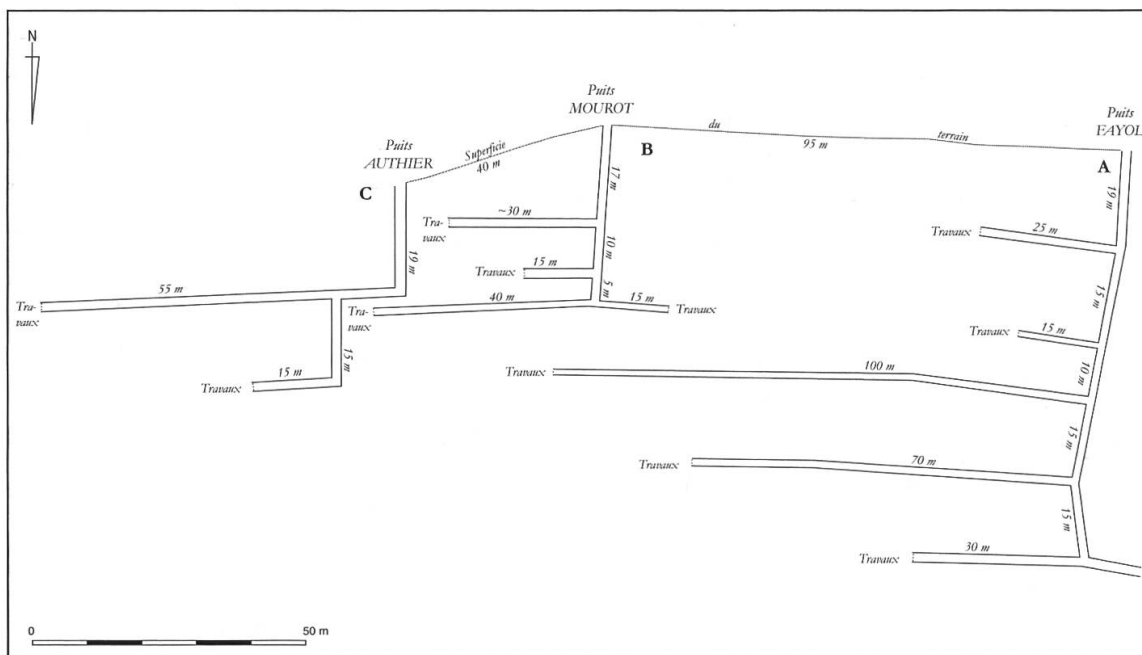 N
Puits
MOUROT
du
terrain
95 m
Puits
FAYOL
Puits
AUTHIER
Superficie
40 m
B
A
C
17 m
19 m
Tra-
vaux
~30 m
Travaux
25 m
10 m
19 m
Travaux
15 m
5 m
15 m
55 m
Tra-
vaux
40 m
Tra-
vaux
15 m
Travaux
Travaux
15 m
10 m
15 m
Travaux
15 m
Travaux
100 m
15 m
Travaux
70 m
15 m
Travaux
30 m
0
50 m